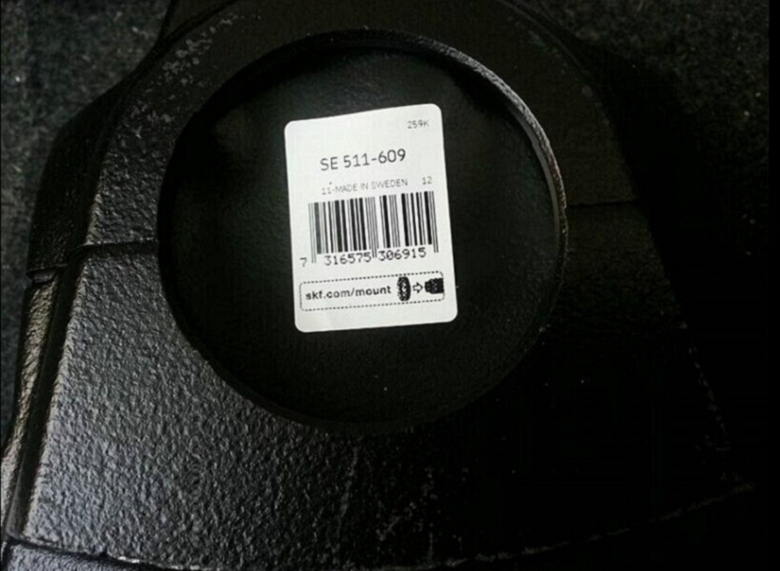 259K
SE 511-609
11-MADE IN SWEDEN 12
7 316575 306915
skf.com/mount